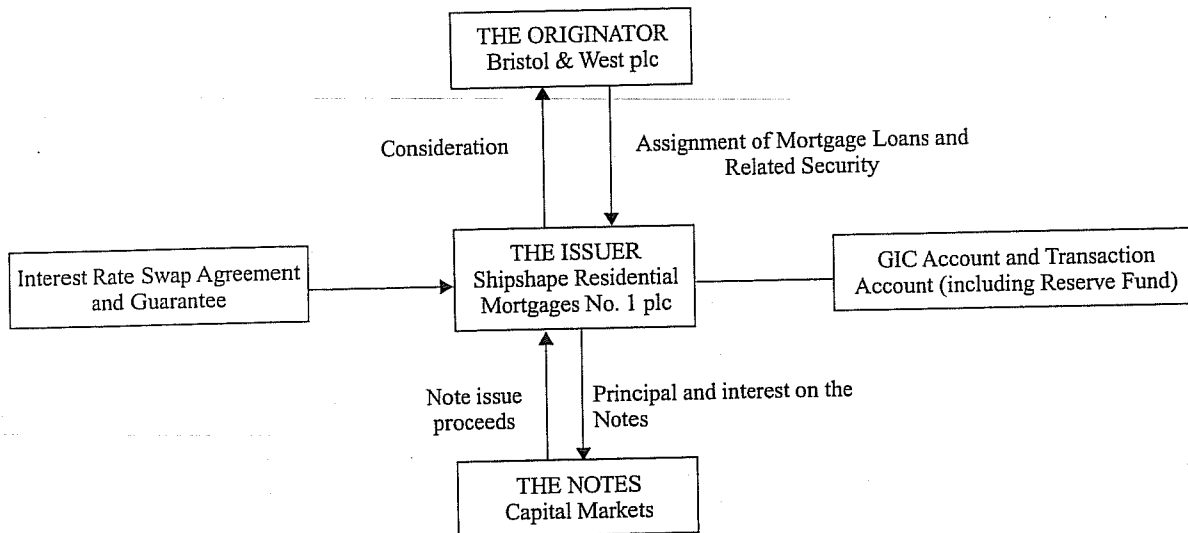 THE ORIGINATOR
Bristol & West plc
Consideration
Assignment of Mortgage Loans and
Related Security
Interest Rate Swap Agreement
and Guarantee
THE ISSUER
Shipshape Residential
Mortgages No. 1 plc
GIC Account and Transaction
Account (including Reserve Fund)
Note issue
proceeds
Principal and interest on the
Notes
THE NOTES
Capital Markets